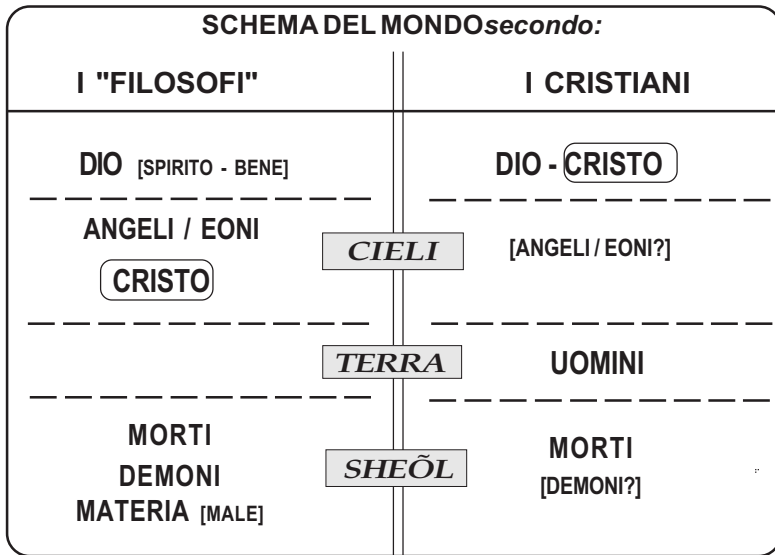 SCHEMA DEL MONDO secondo:
I "FILOSOFI"
I CRISTIANI
DIO [SPIRITO - BENE]
DIO - CRISTO
ANGELI / EONI
CRISTO
CIELI
[ANGELI / EONI?]
TERRA
UOMINI
MORTI
DEMONI
MATERIA [MALE]
SHEÕL
MORTI
[DEMONI?]